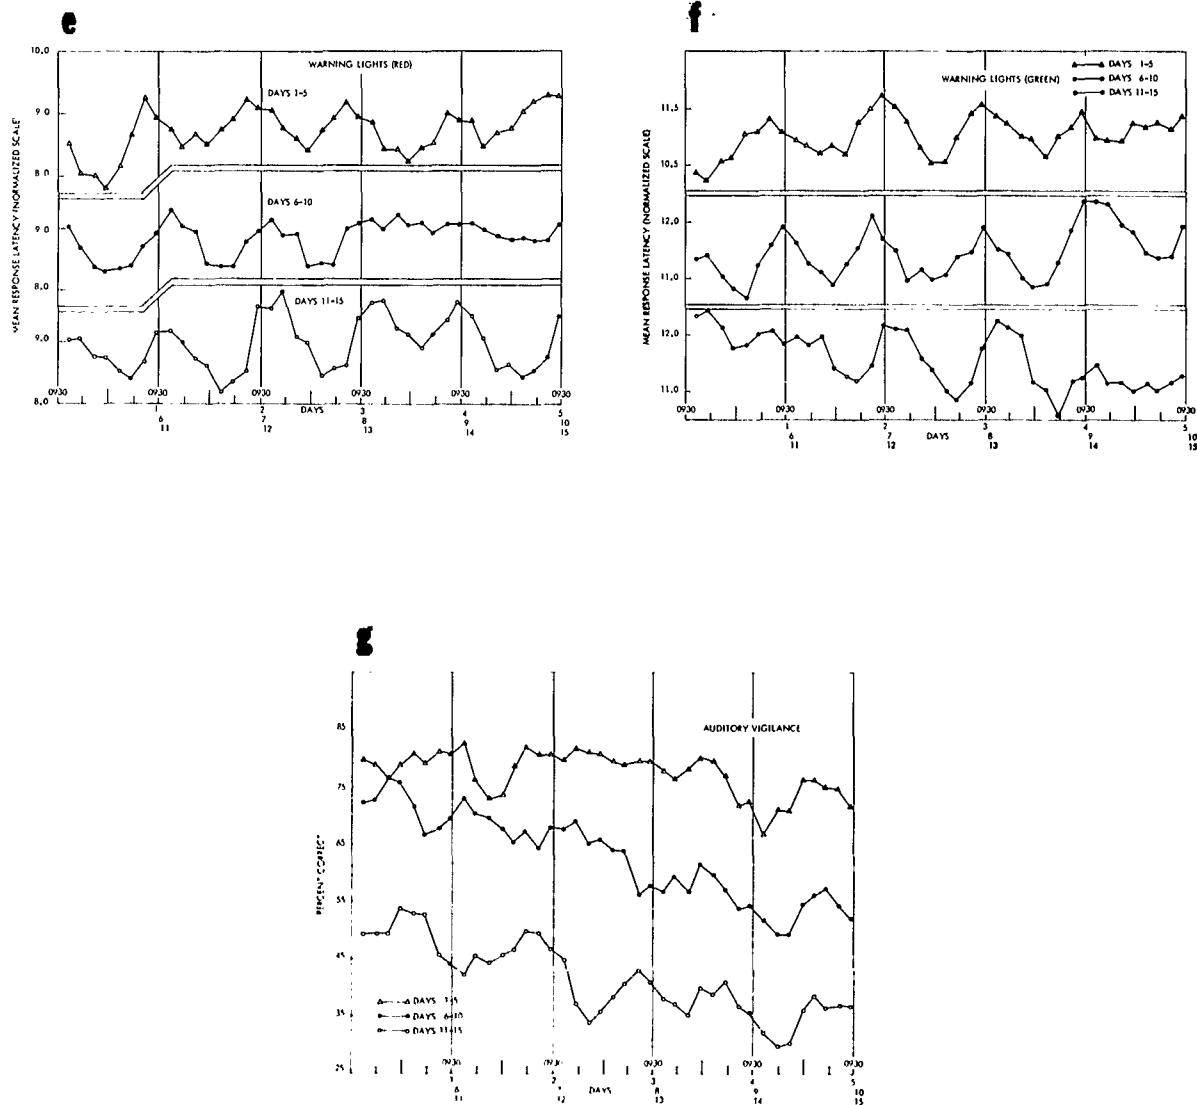 e
10.0
9.0
8.0
9.0
8.0
9.0
8.0
MEAN RESPONSE LATENCY (NORMALIZED SCALE)
WARNING LIGHTS (RED)
DAYS 1-5
DAYS 6-10
DAYS 11-15
0930 0930 0930 0930 0930 0930
1 2 DAYS 3 4 5
6 7 8 9 10
11 12 13 14 15
f
11.5
10.5
12.0
11.0
12.0
11.0
MEAN RESPONSE LATENCY (NORMALIZED SCALE)
WARNING LIGHTS (GREEN)
DAYS 1-5
DAYS 6-10
DAYS 11-15
0930 0930 0930 0930 0930 0930
1 2 3 4 5
6 7 DAYS 8 9 10
11 12 13 14 15
g
AUDITORY VIGILANCE
85
75
65
55
45
35
25
PERCENT CORRECT
DAYS 1-5
DAYS 6-10
DAYS 11-15
0930 0930 0930 0930 0930
1 2 3 4 5
6 7 DAYS 8 9 10
11 12 13 14 15